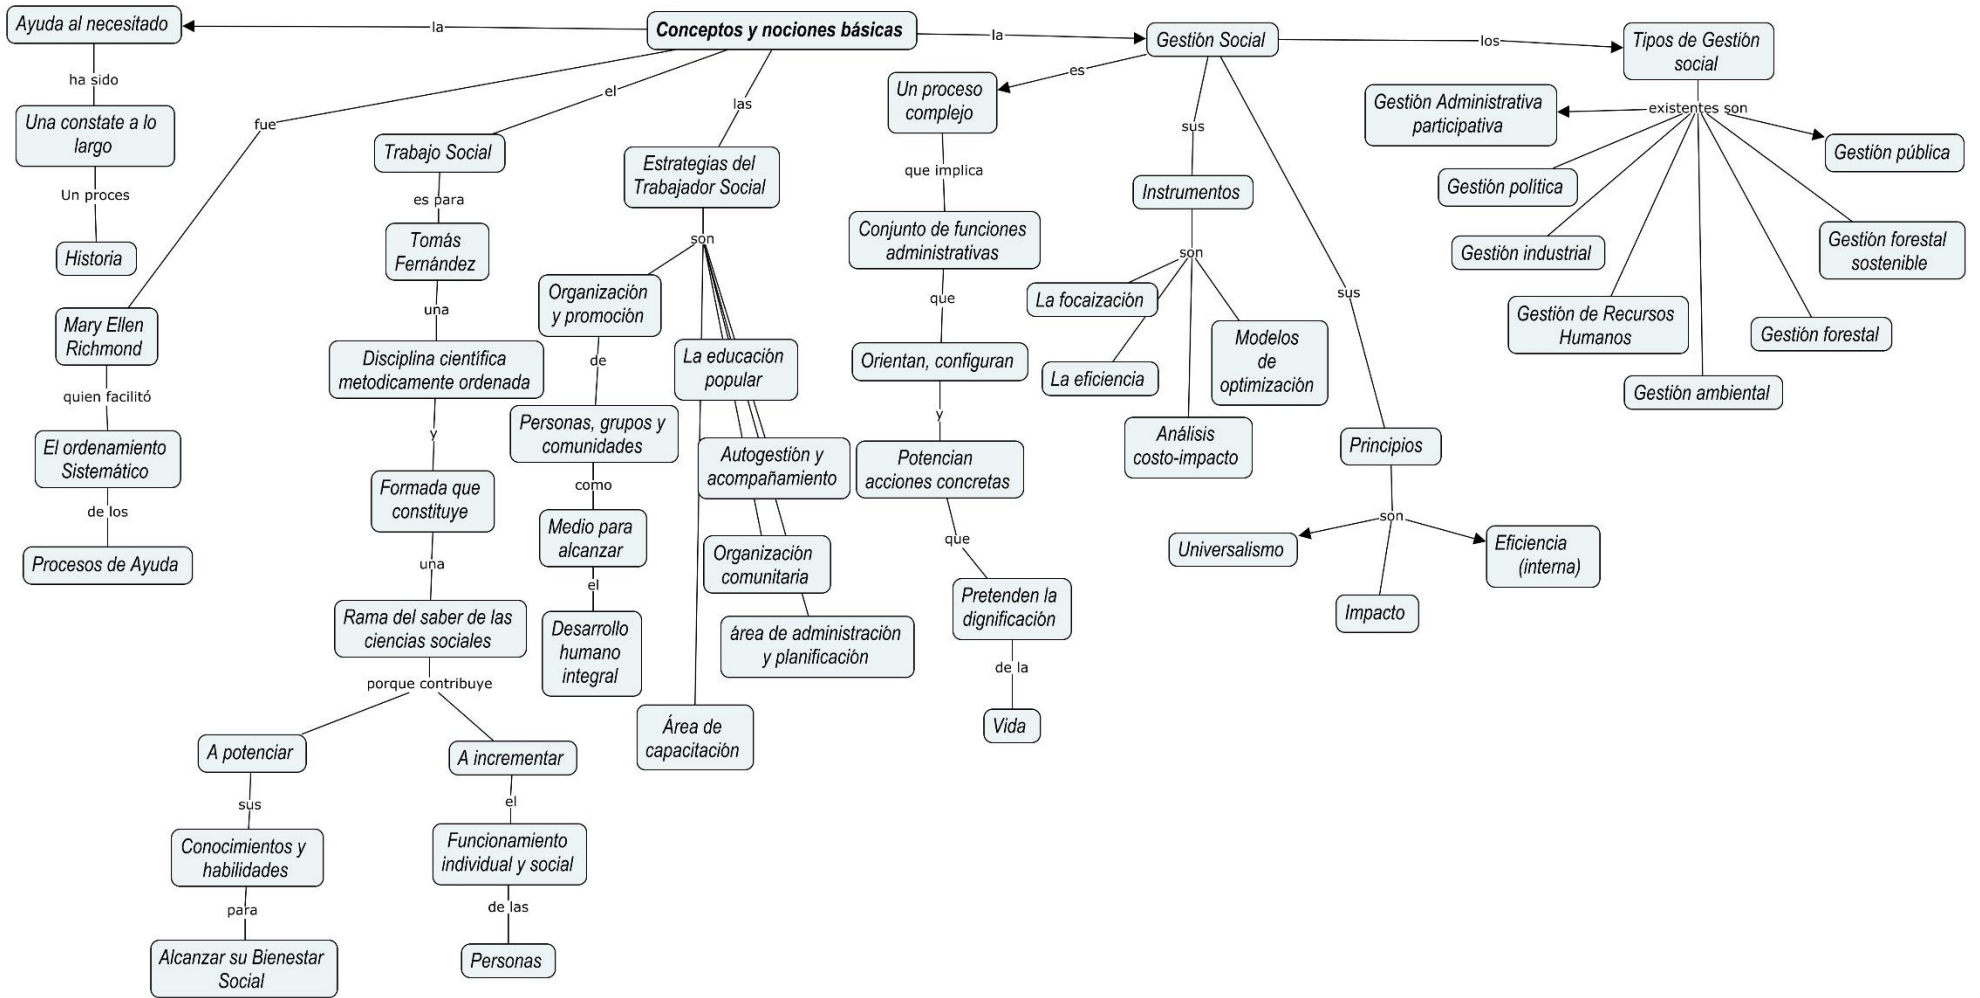 Conceptos y nociones básicas
la
Ayuda al necesitado
ha sido
Una constate a lo
largo
Un proces
Historia
fue
Mary Ellen
Richmond
quien facilitó
El ordenamiento
Sistemático
de los
Procesos de Ayuda
el
Trabajo Social
es para
Tomás
Fernández
una
Disciplina científica
metodicamente ordenada
y
Formada que
constituye
una
Rama del saber de las
ciencias sociales
porque contribuye
A potenciar
sus
Conocimientos y
habilidades
para
Alcanzar su Bienestar
Social
A incrementar
el
Funcionamiento
individual y social
de las
Personas
las
Estrategias del
Trabajador Social
son
Organización
y promoción
de
Personas, grupos y
comunidades
como
Medio para
alcanzar
el
Desarrollo
humano
integral
La educación
popular
Autogestión y
acompañamiento
Organización
comunitaria
área de administración
y planificación
Área de
capacitación
la
Gestión Social
es
Un proceso
complejo
que implica
Conjunto de funciones
administrativas
que
Orientan, configuran
y
Potencian
acciones concretas
que
Pretenden la
dignificación
de la
Vida
sus
Instrumentos
son
La focaización
La eficiencia
Análisis
costo-impacto
Modelos
de
optimización
sus
Principios
son
Universalismo
Impacto
Eficiencia
(interna)
los
Tipos de Gestión
social
existentes son
Gestión Administrativa
participativa
Gestión política
Gestión industrial
Gestión de Recursos
Humanos
Gestión ambiental
Gestión forestal
Gestión forestal
sostenible
Gestión pública